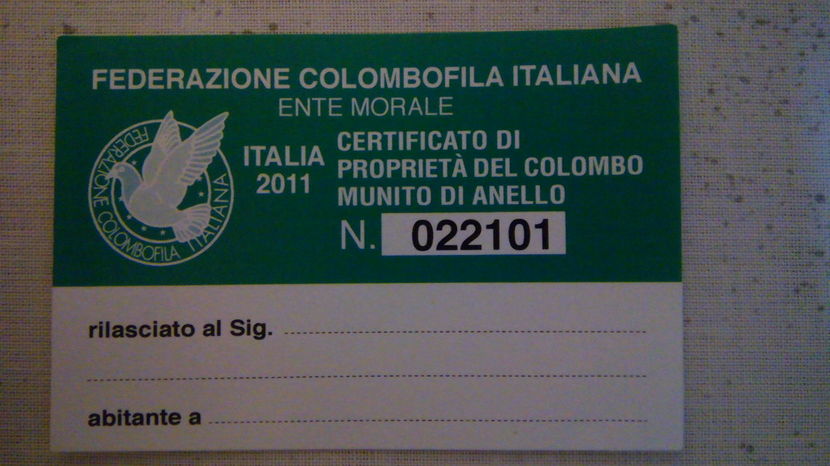 FEDERAZIONE COLOMBOFILA ITALIANA
ENTE MORALE
FEDERAZIONE COLOMBOFILA ITALIANA
ITALIA
2011
CERTIFICATO DI
PROPRIETÀ DEL COLOMBO
MUNITO DI ANELLO
N. 022101
rilasciato al Sig.
abitante a